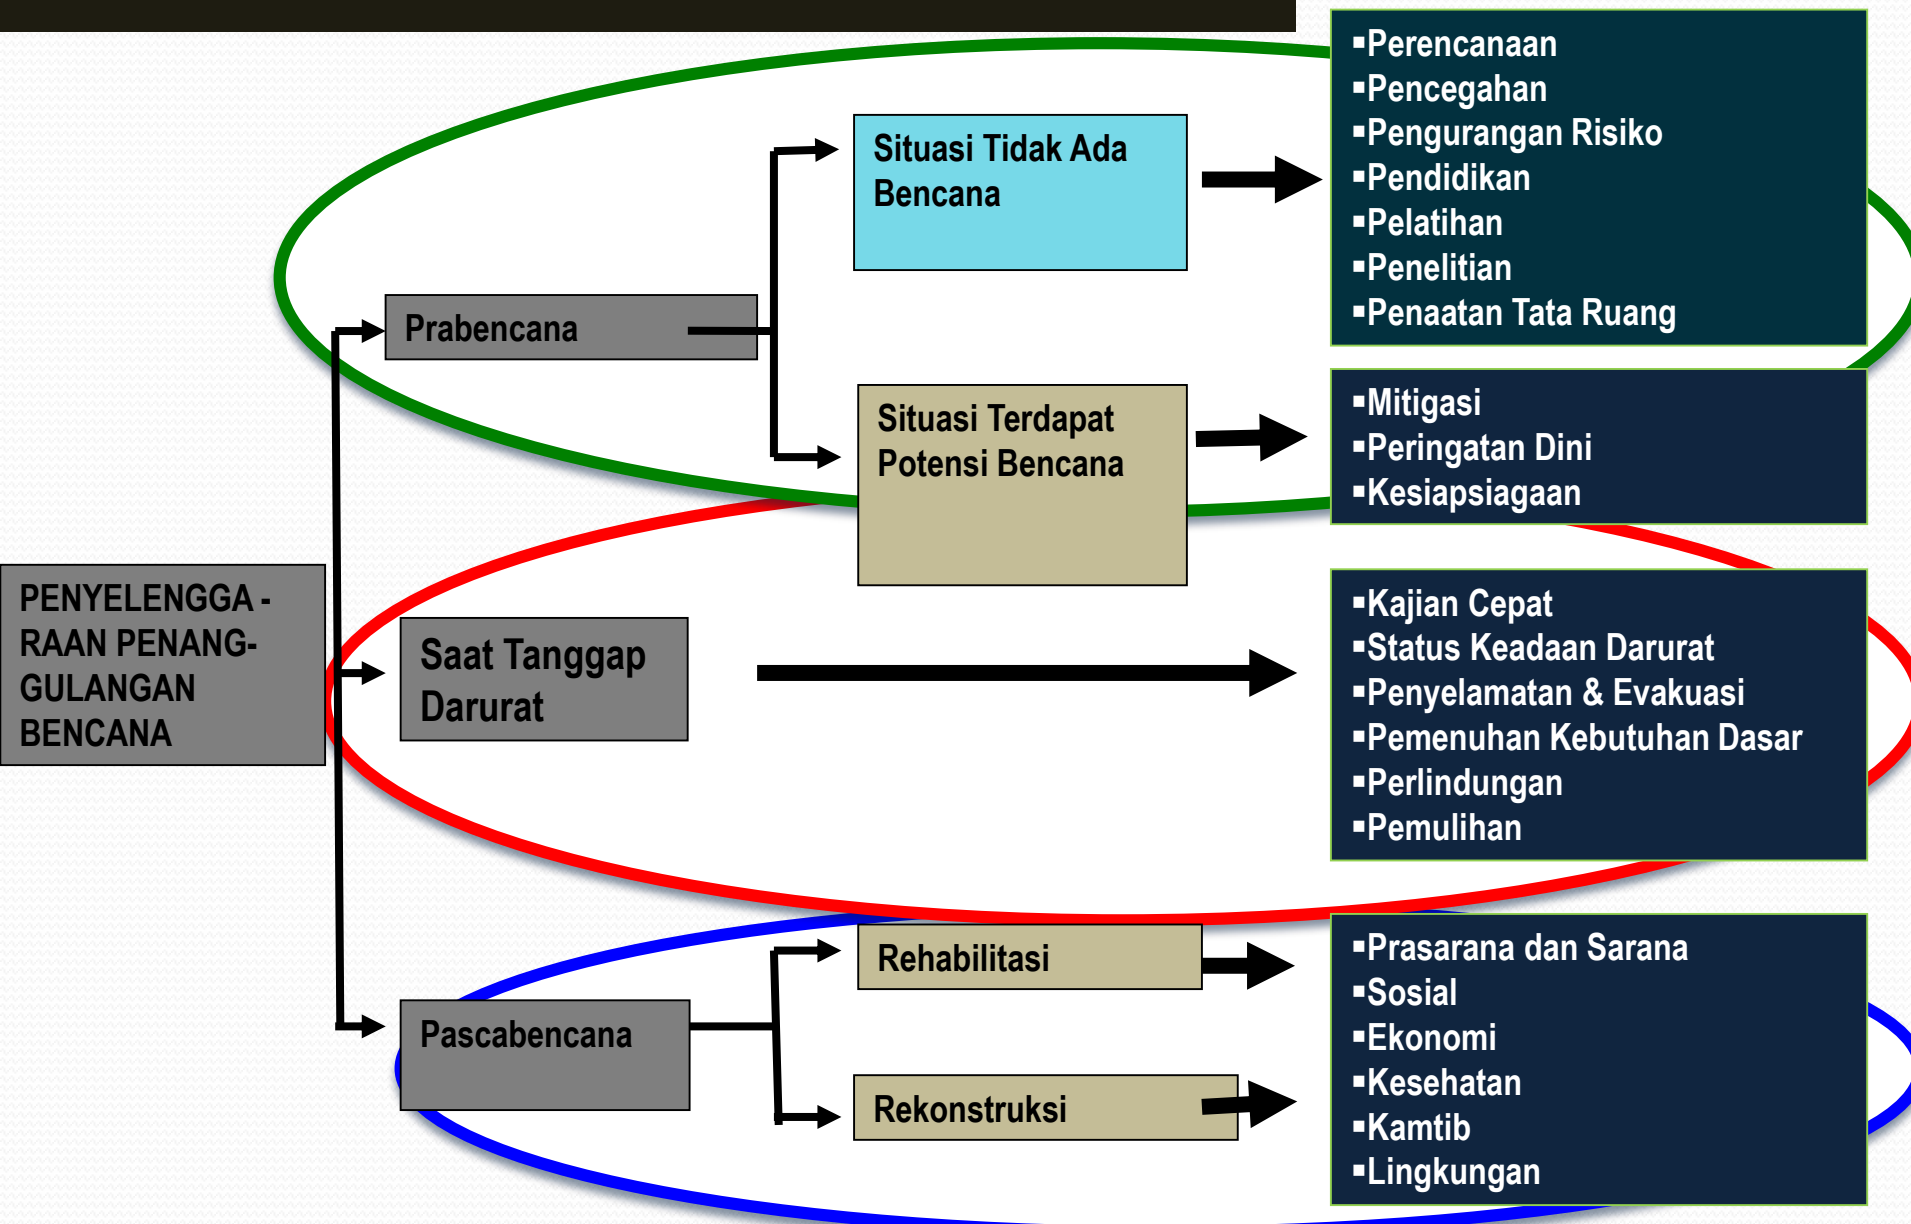 PENYELENGGA -
RAAN PENANG-
GULANGAN
BENCANA
Prabencana
Situasi Tidak Ada
Bencana
▪Perencanaan
▪Pencegahan
▪Pengurangan Risiko
▪Pendidikan
▪Pelatihan
▪Penelitian
▪Penaatan Tata Ruang
Situasi Terdapat
Potensi Bencana
▪Mitigasi
▪Peringatan Dini
▪Kesiapsiagaan
Saat Tanggap
Darurat
▪Kajian Cepat
▪Status Keadaan Darurat
▪Penyelamatan & Evakuasi
▪Pemenuhan Kebutuhan Dasar
▪Perlindungan
▪Pemulihan
Pascabencana
Rehabilitasi
Rekonstruksi
▪Prasarana dan Sarana
▪Sosial
▪Ekonomi
▪Kesehatan
▪Kamtib
▪Lingkungan